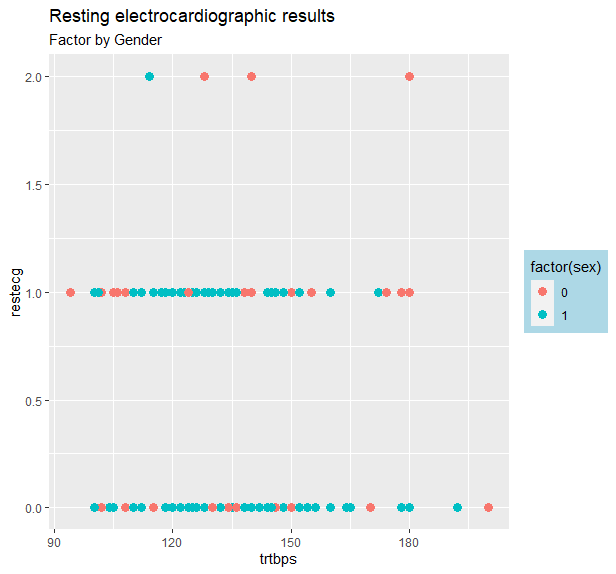 Resting electrocardiographic results
Factor by Gender
2.0
1.5
1.0
0.5
0.0
restecg
90 120 150 180
trtbps
factor(sex)
0
1